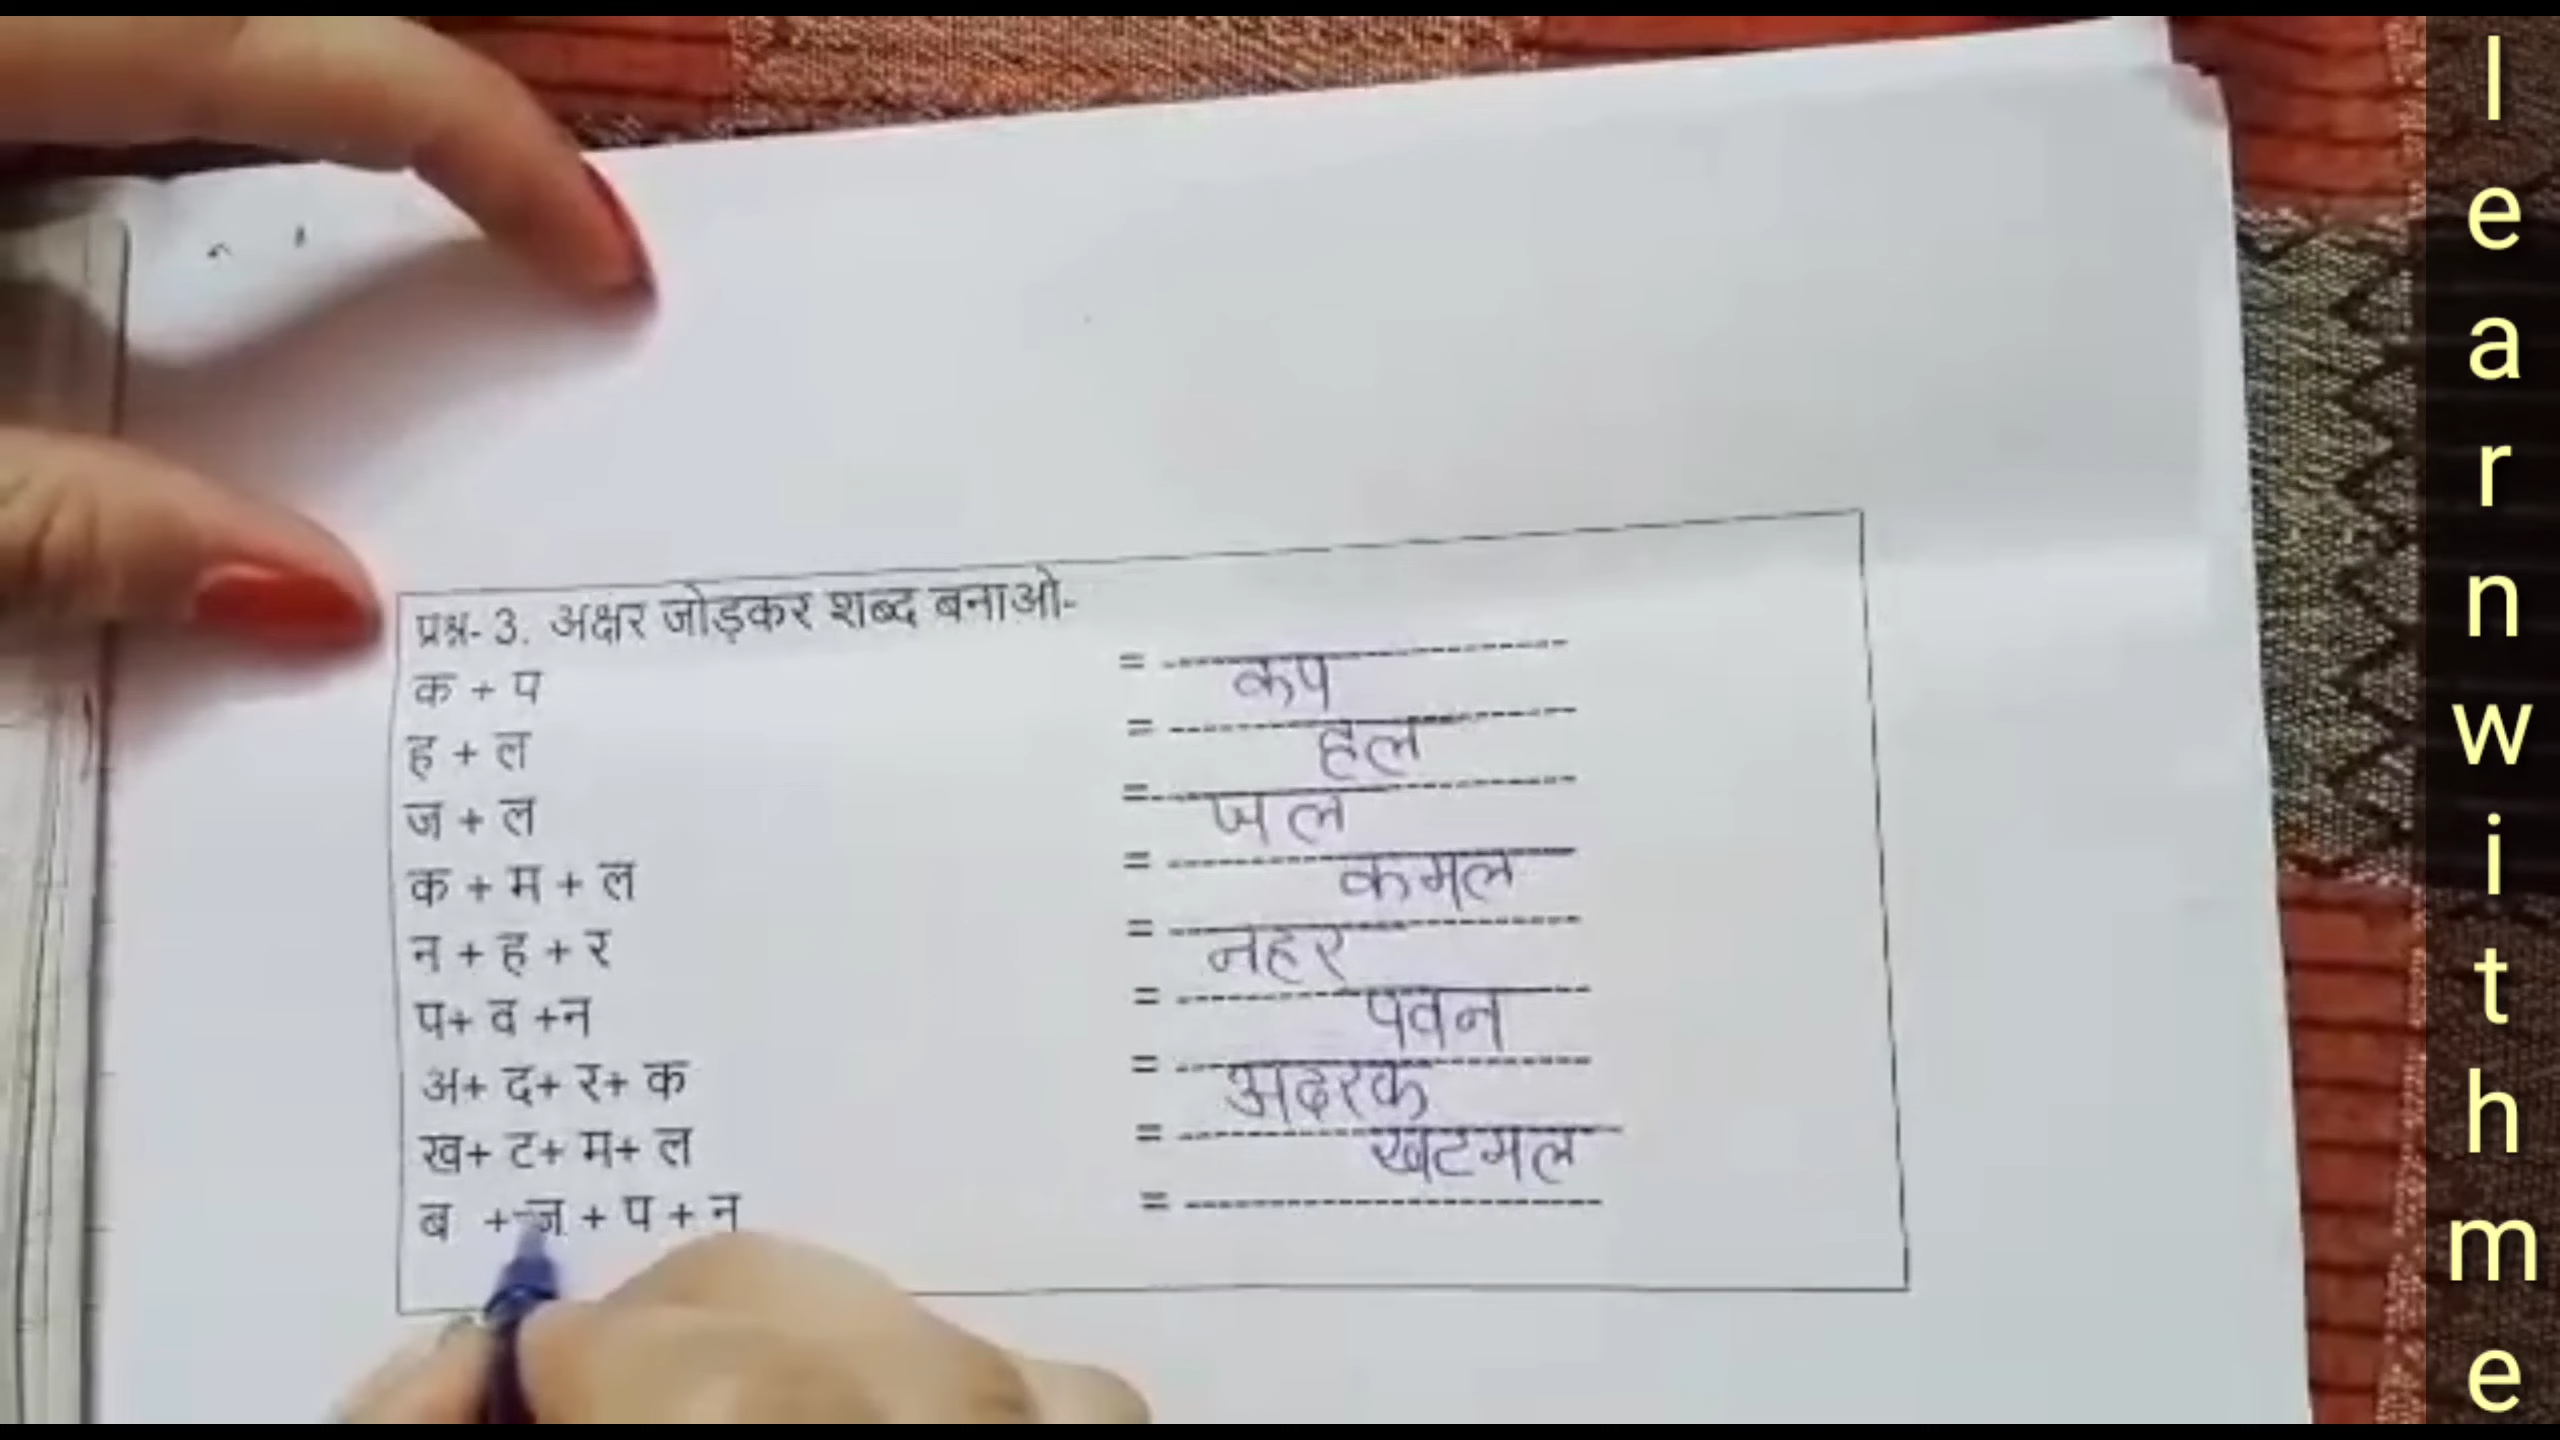 प्रश्न- 3. अक्षर जोड़कर शब्द बनाओ-
क + प = कप
ह + ल = हल
ज + ल = जल
क + म + ल = कमल
न + ह + र = नहर
प+ व +न = पवन
अ+ द+ र+ क = अदरक
ख+ ट+ म+ ल = खटमल
ब + ज + प + न =
learn with me